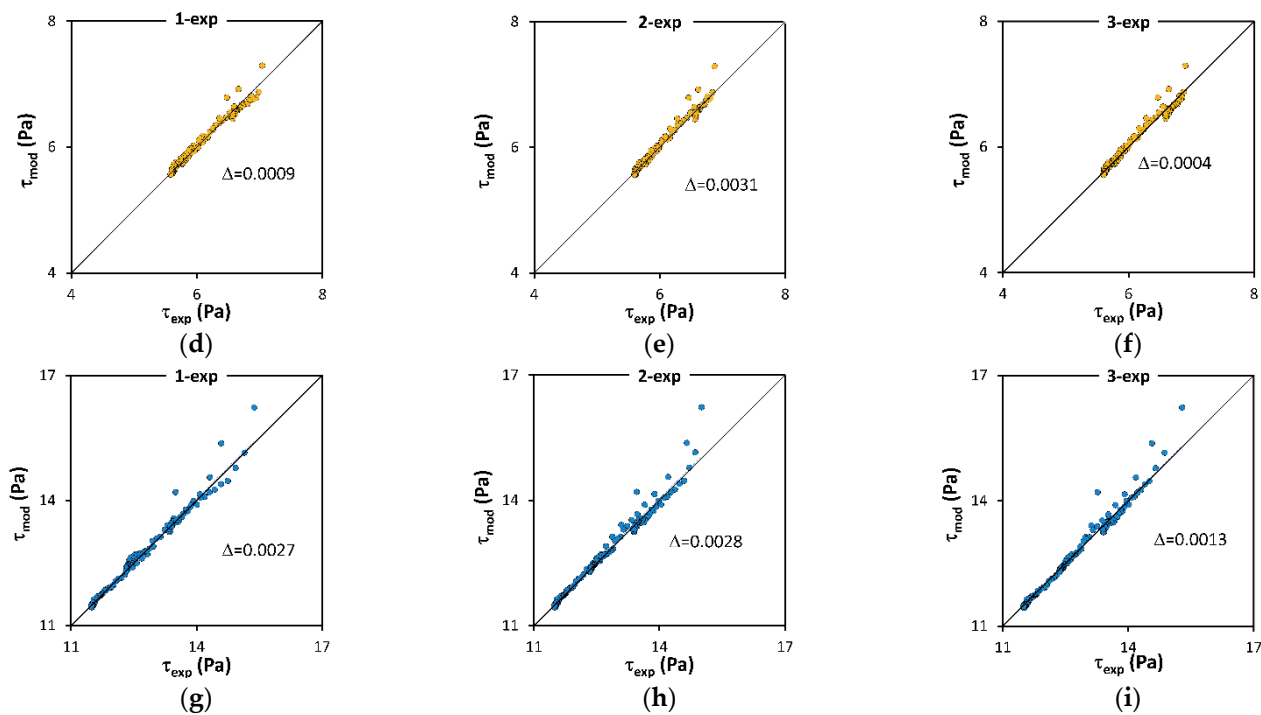 1-exp
8
6
4
τmod (Pa)
Δ=0.0009
4 6 8
τexp (Pa)
(d)
2-exp
8
6
4
τmod (Pa)
Δ=0.0031
4 6 8
τexp (Pa)
(e)
3-exp
8
6
4
τmod (Pa)
Δ=0.0004
4 6 8
τexp (Pa)
(f)
1-exp
17
14
11
τmod (Pa)
Δ=0.0027
11 14 17
τexp (Pa)
(g)
2-exp
17
14
11
τmod (Pa)
Δ=0.0028
11 14 17
τexp (Pa)
(h)
3-exp
17
14
11
τmod (Pa)
Δ=0.0013
11 14 17
τexp (Pa)
(i)